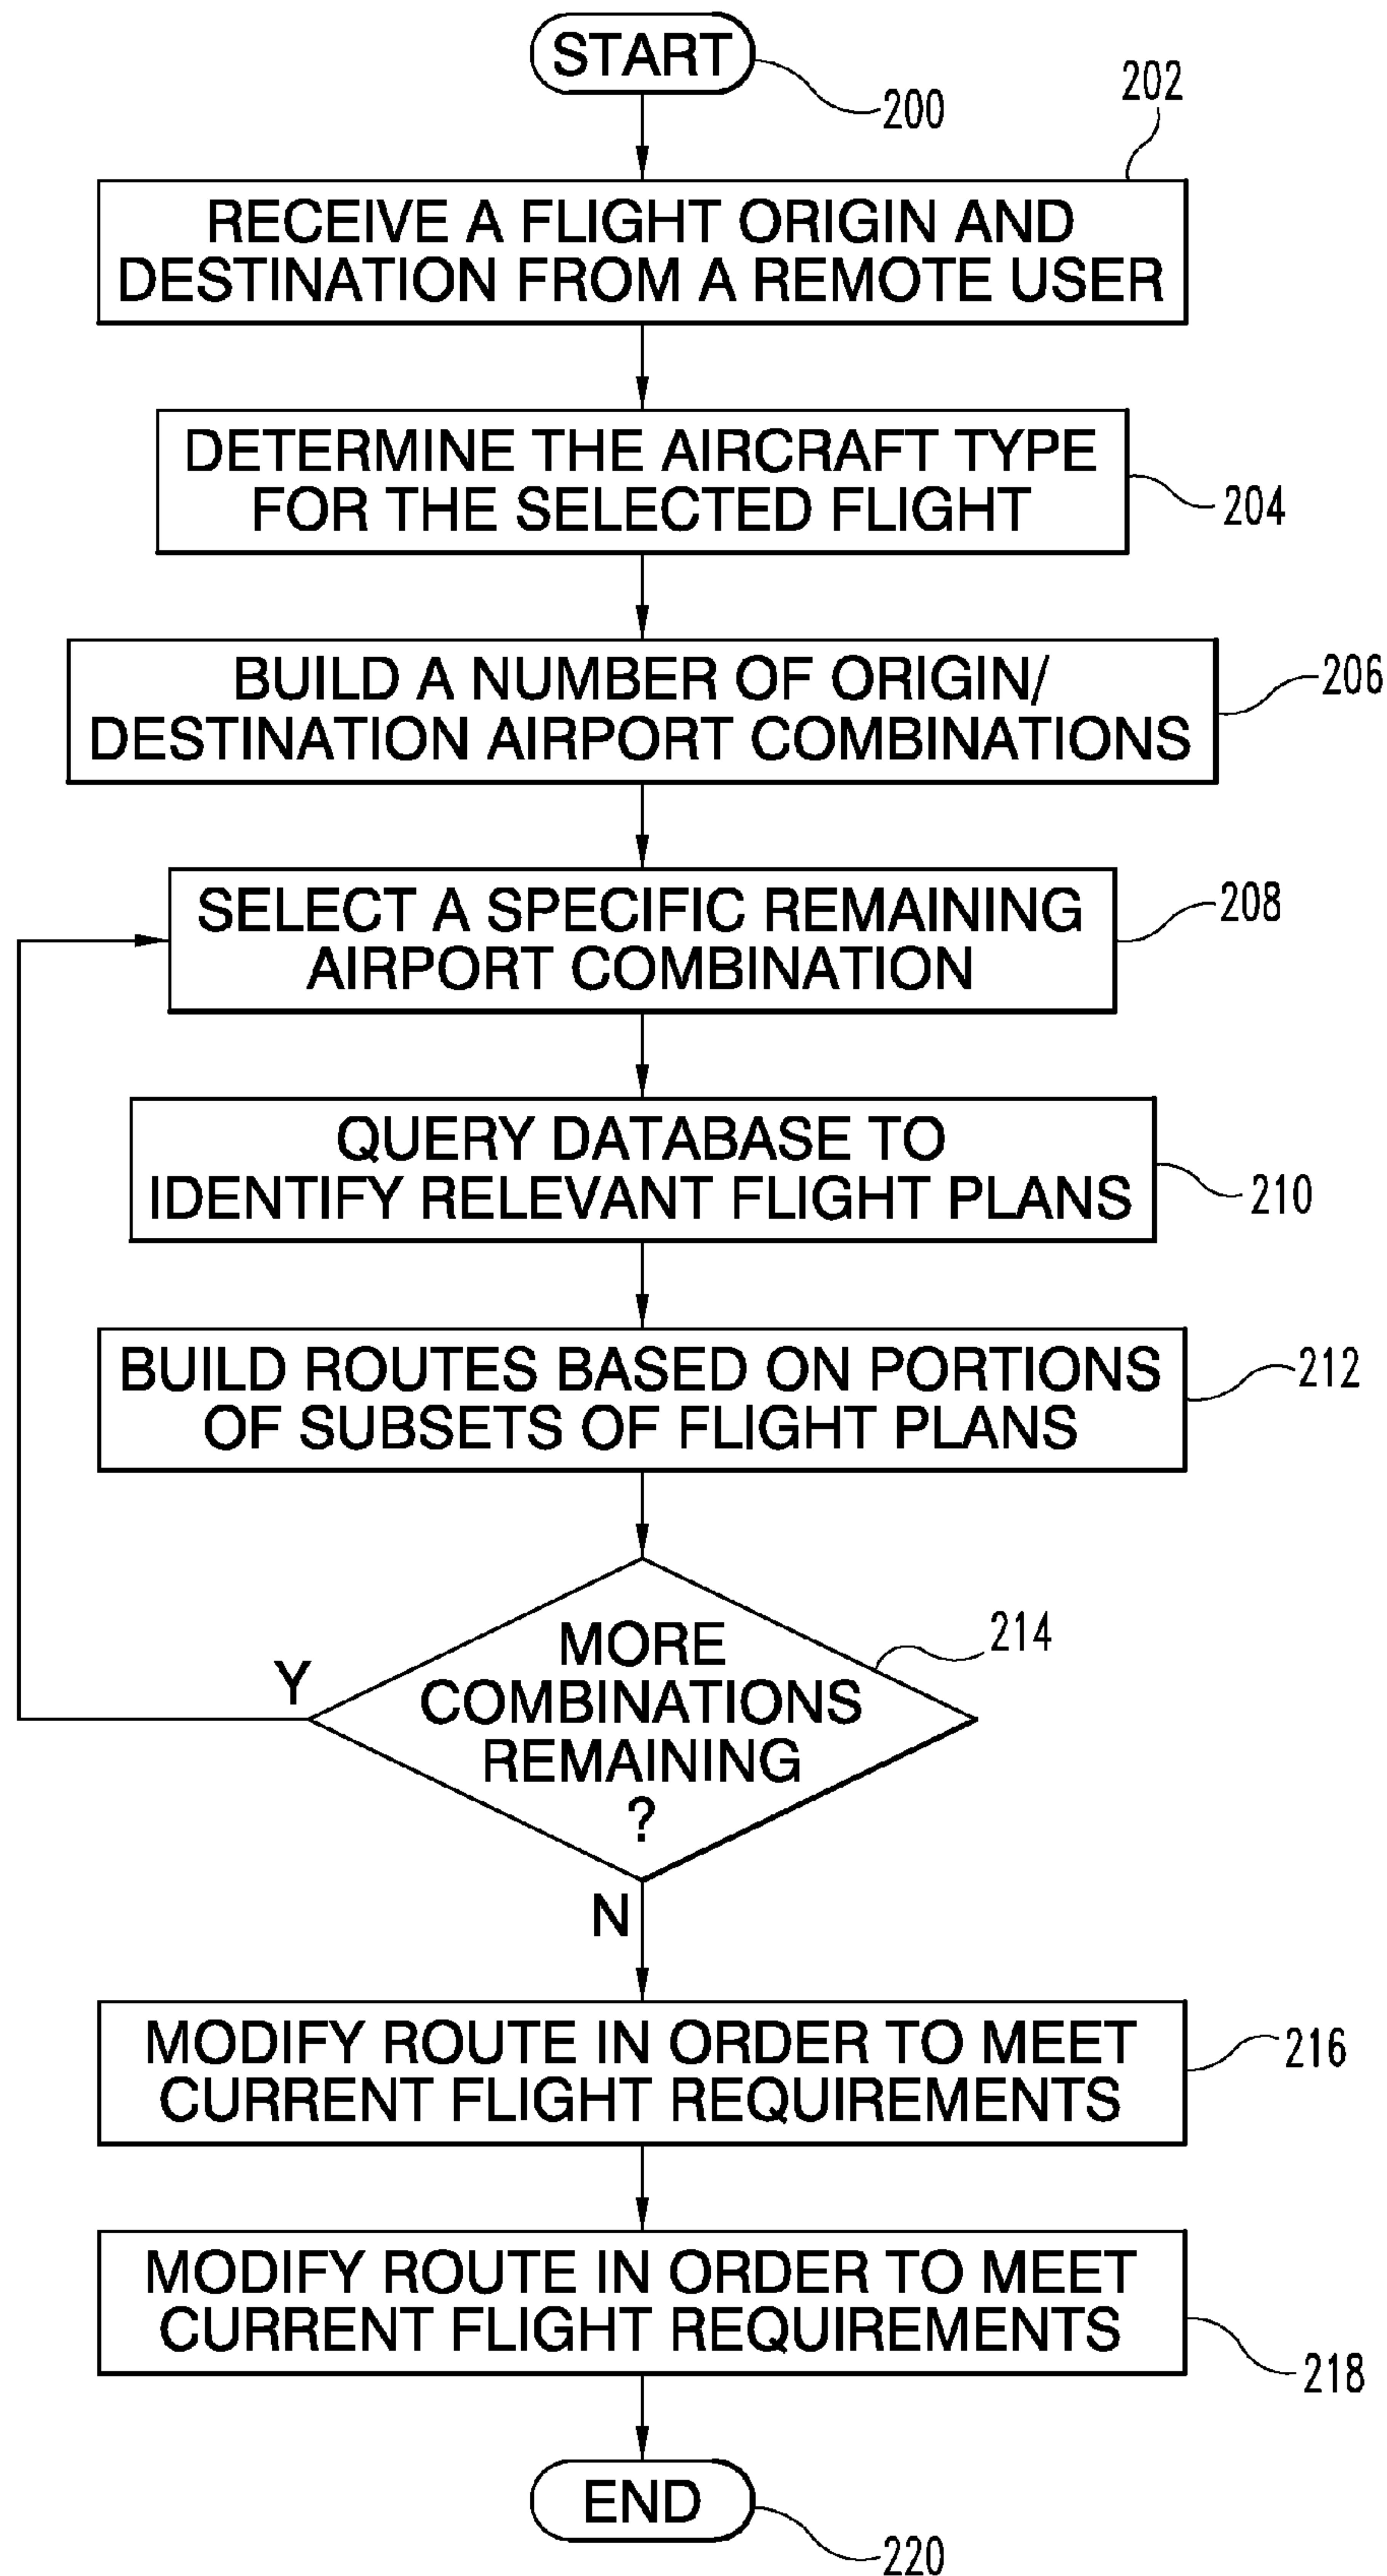 START
200
202
RECEIVE A FLIGHT ORIGIN AND
DESTINATION FROM A REMOTE USER
DETERMINE THE AIRCRAFT TYPE
FOR THE SELECTED FLIGHT
204
BUILD A NUMBER OF ORIGIN/
DESTINATION AIRPORT COMBINATIONS
206
SELECT A SPECIFIC REMAINING
AIRPORT COMBINATION
208
QUERY DATABASE TO
IDENTIFY RELEVANT FLIGHT PLANS
210
BUILD ROUTES BASED ON PORTIONS
OF SUBSETS OF FLIGHT PLANS
212
MORE
COMBINATIONS
REMAINING
?
214
Y
N
MODIFY ROUTE IN ORDER TO MEET
CURRENT FLIGHT REQUIREMENTS
216
MODIFY ROUTE IN ORDER TO MEET
CURRENT FLIGHT REQUIREMENTS
218
END
220